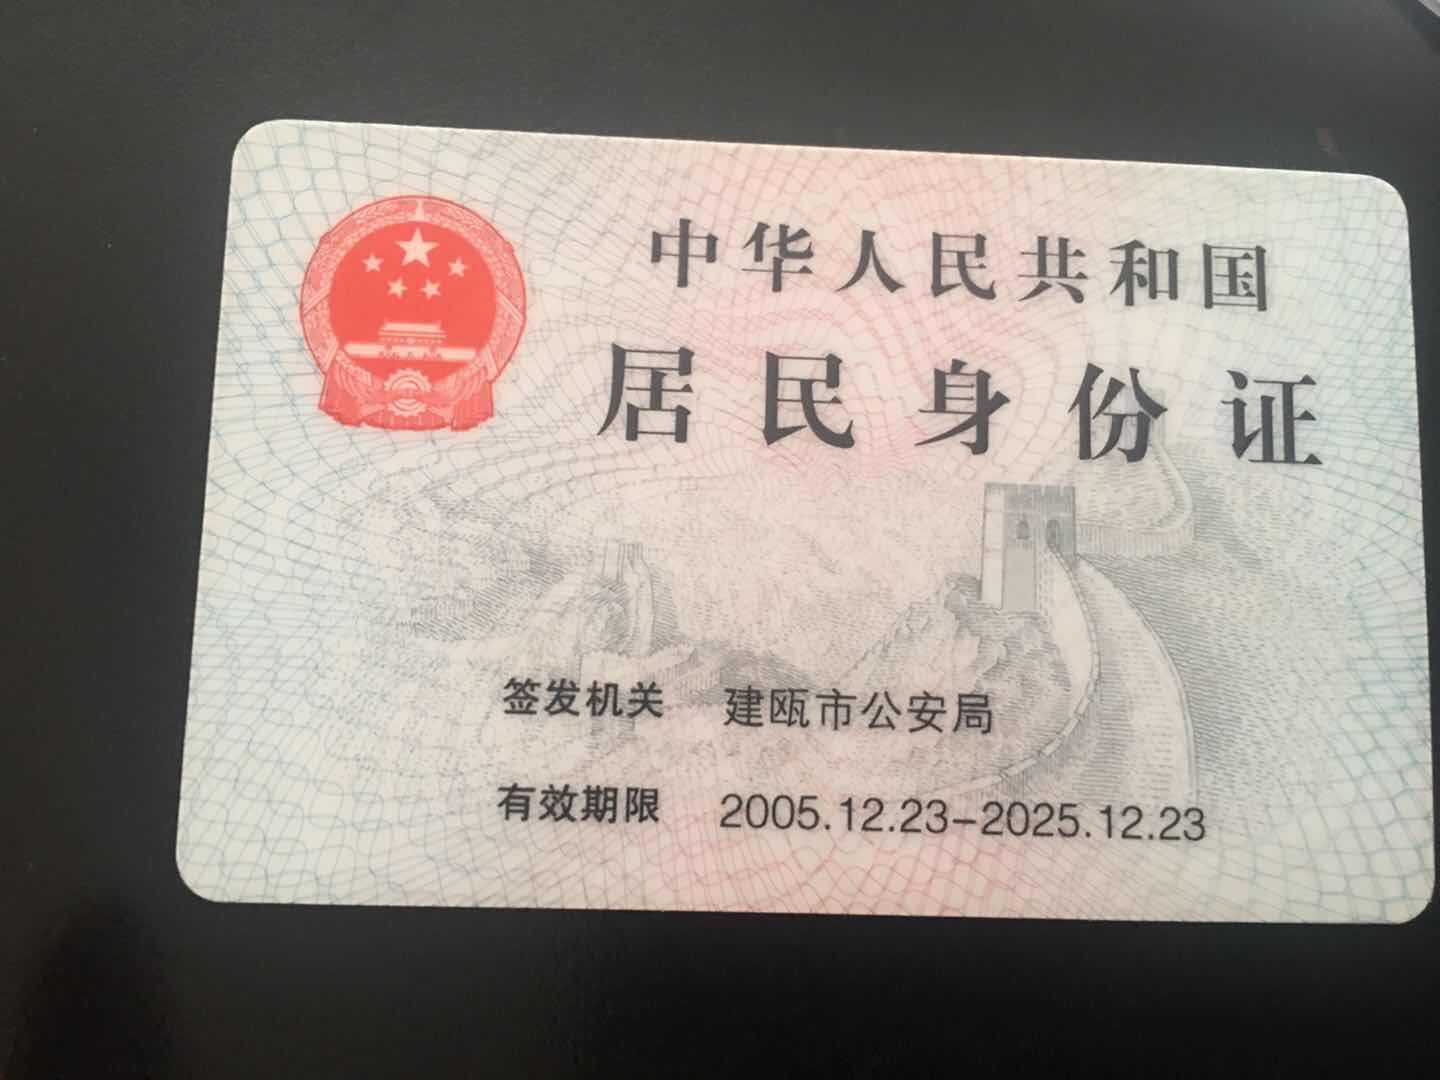 中华人民共和国
居民身份证
签发机关 建瓯市公安局
有效期限 2005.12.23-2025.12.23